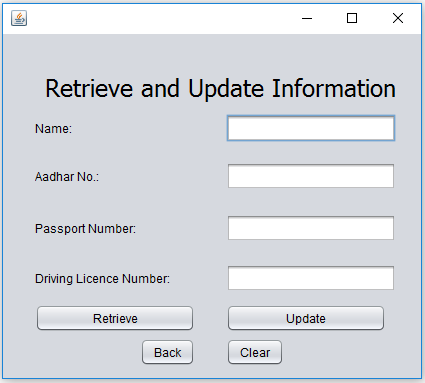 Retrieve and Update Information
Name:
Aadhar No.:
Passport Number:
Driving Licence Number:
Retrieve Update
Back Clear